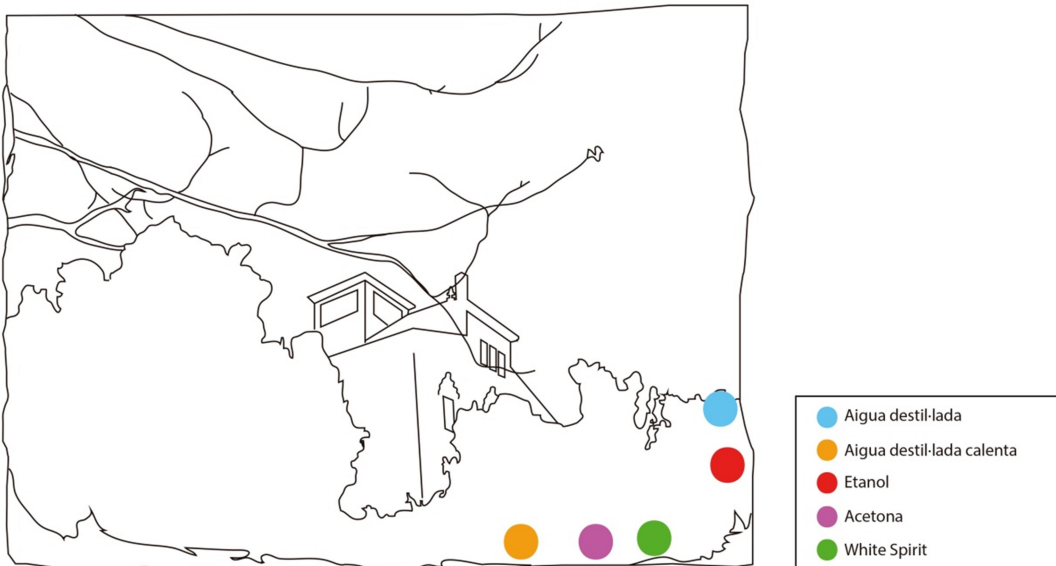 Aigua destil·lada
Aigua destil·lada calenta
Etanol
Acetona
White Spirit